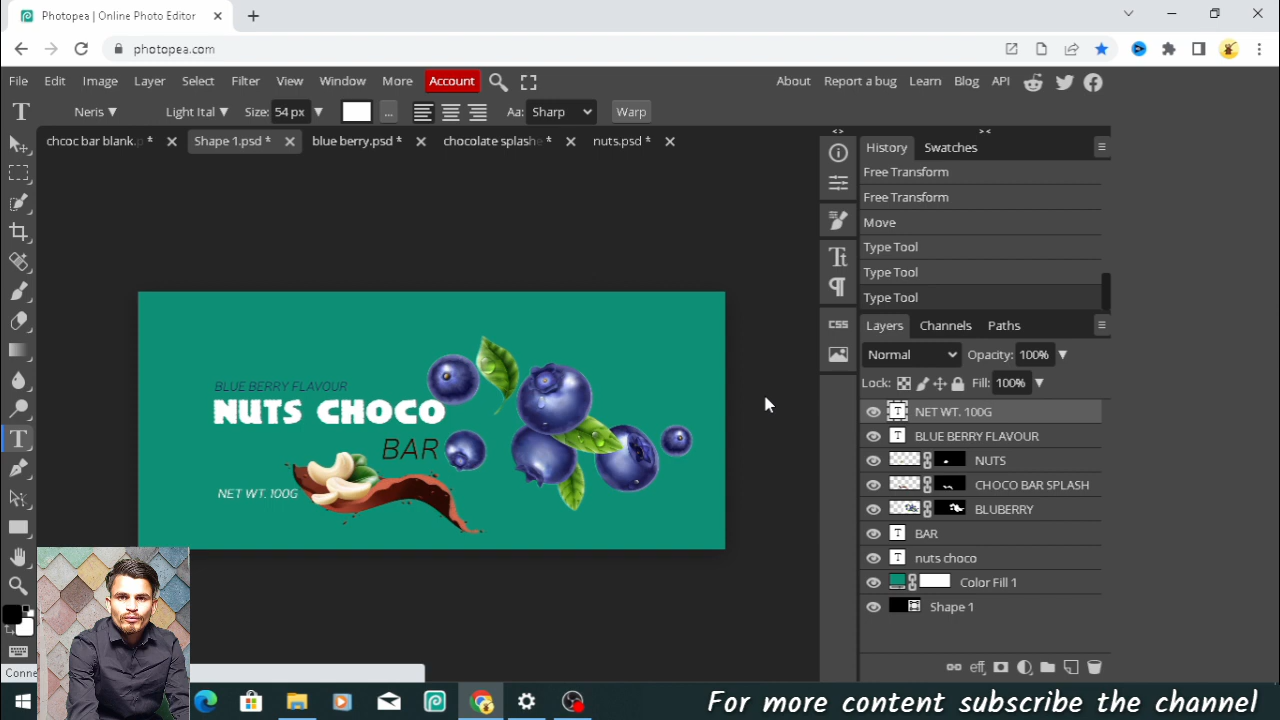 Photopea | Online Photo Editor
photopea.com
File Edit Image Layer Select Filter View Window More Account About Report a bug Learn Blog API
Neris Light Ital Size: 54 px ... Aa: Sharp Warp
choc bar blank.p * Shape 1.psd * blue berry.psd * chocolate splashe * nuts.psd *
History Swatches
Free Transform
Free Transform
Move
Type Tool
Type Tool
Type Tool
CSS
Layers Channels Paths
Normal Opacity: 100%
Lock: Fill: 100%
NET WT. 100G
BLUE BERRY FLAVOUR
NUTS
CHOCO BAR SPLASH
BLUBERRY
BAR
nuts choco
Color Fill 1
Shape 1
eff
BLUE BERRY FLAVOUR
NUTS CHOCO
BAR
NET WT. 100G
Conne
For more content subscribe the channel